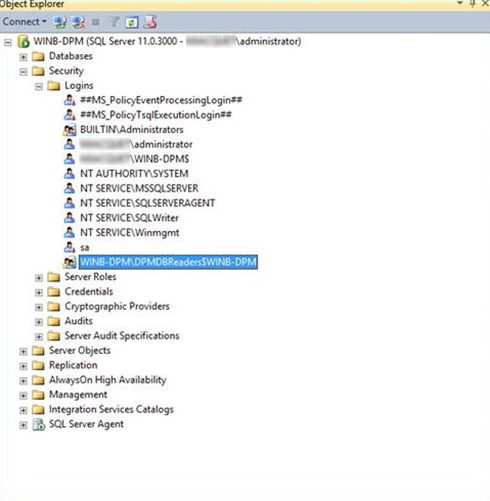 Object Explorer
Connect
WINB-DPM (SQL Server 11.0.3000 - \administrator)
Databases
Security
Logins
##MS_PolicyEventProcessingLogin##
##MS_PolicyTsqlExecutionLogin##
BUILTIN\Administrators
\administrator
\WINB-DPM$
NT AUTHORITY\SYSTEM
NT SERVICE\MSSQLSERVER
NT SERVICE\SQLSERVERAGENT
NT SERVICE\SQLWriter
NT SERVICE\Winmgmt
sa
WINB-DPM\DPMDBReaders$WINB-DPM
Server Roles
Credentials
Cryptographic Providers
Audits
Server Audit Specifications
Server Objects
Replication
AlwaysOn High Availability
Management
Integration Services Catalogs
SQL Server Agent